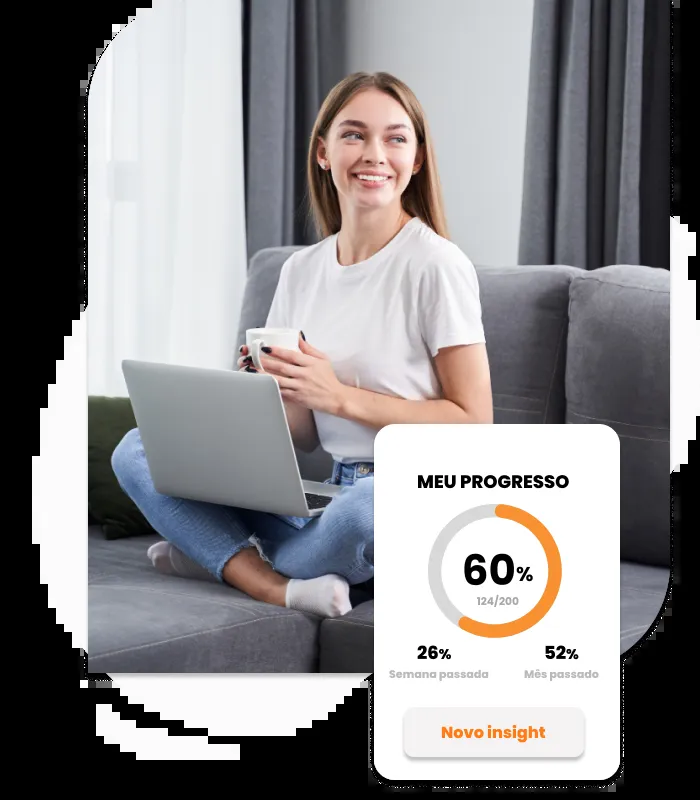 MEU PROGRESSO
60%
124/200
26% 52%
Semana passada Mês passado
Novo insight